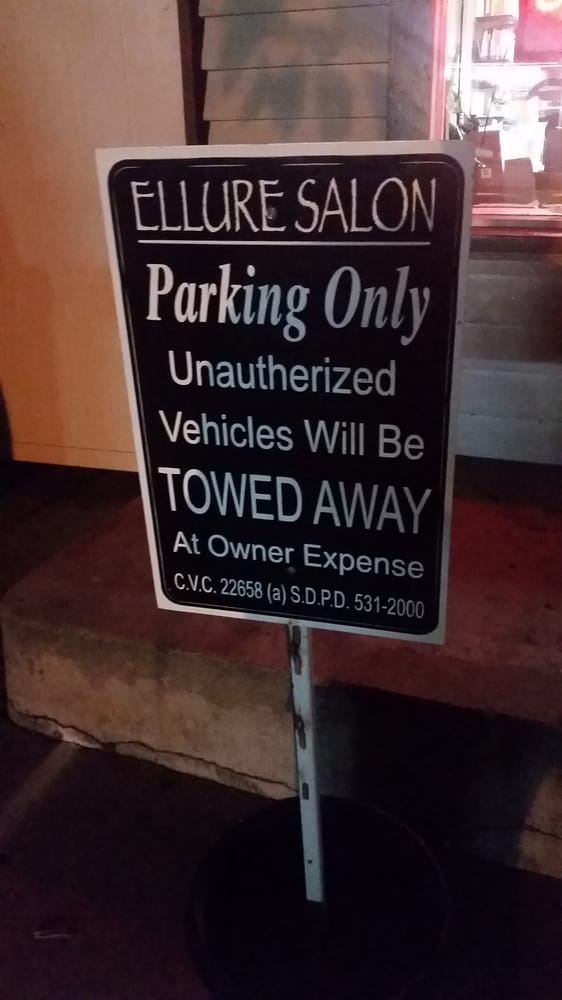 ELLURE SALON
Parking Only
Unautherized
Vehicles Will Be
TOWED AWAY
At Owner Expense
C.V.C. 22658 (a) S.D.P.D. 531-2000